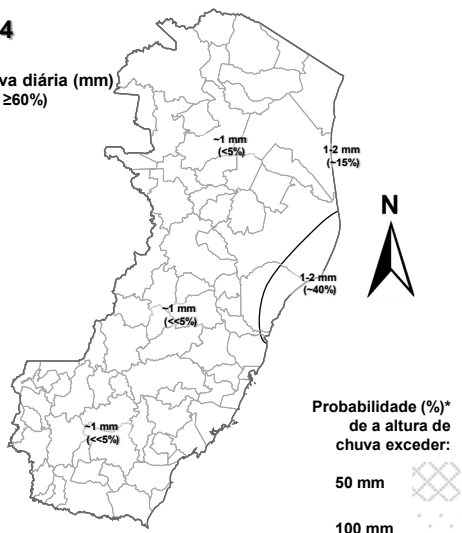 4
va diária (mm)
≥60%)
~1 mm
(<5%)
1-2 mm
(~15%)
N
1-2 mm
(~40%)
~1 mm
(<<5%)
~1 mm
(<<5%)
Probabilidade (%)*
de a altura de
chuva exceder:
50 mm
100 mm